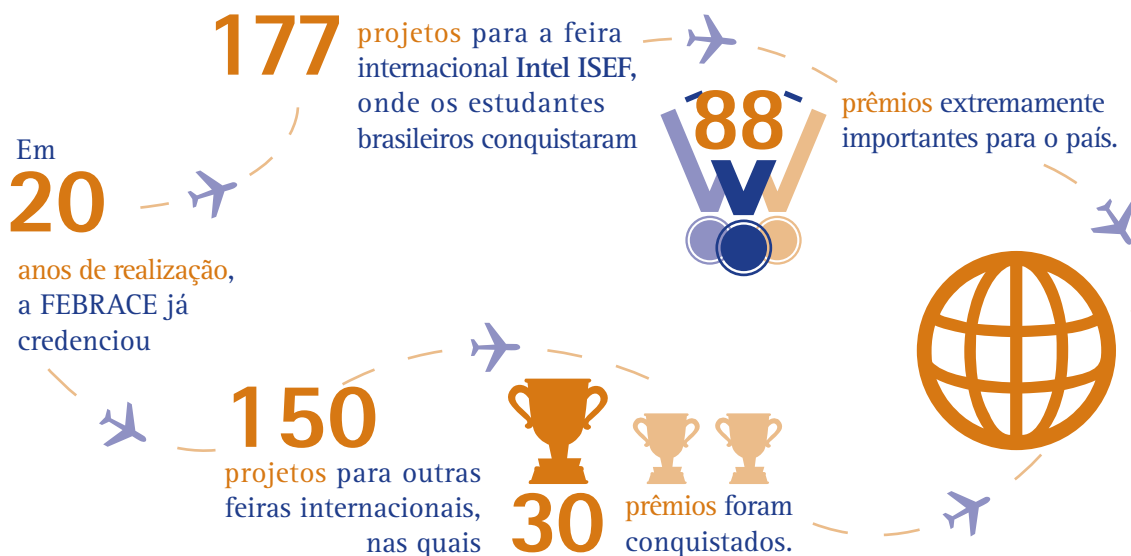 Em
20
anos de realização,
a FEBRACE já
credenciou
177
projetos para a feira
internacional Intel ISEF,
onde os estudantes
brasileiros conquistaram
88
prêmios extremamente
importantes para o país.
150
projetos para outras
feiras internacionais,
nas quais
30
prêmios foram
conquistados.